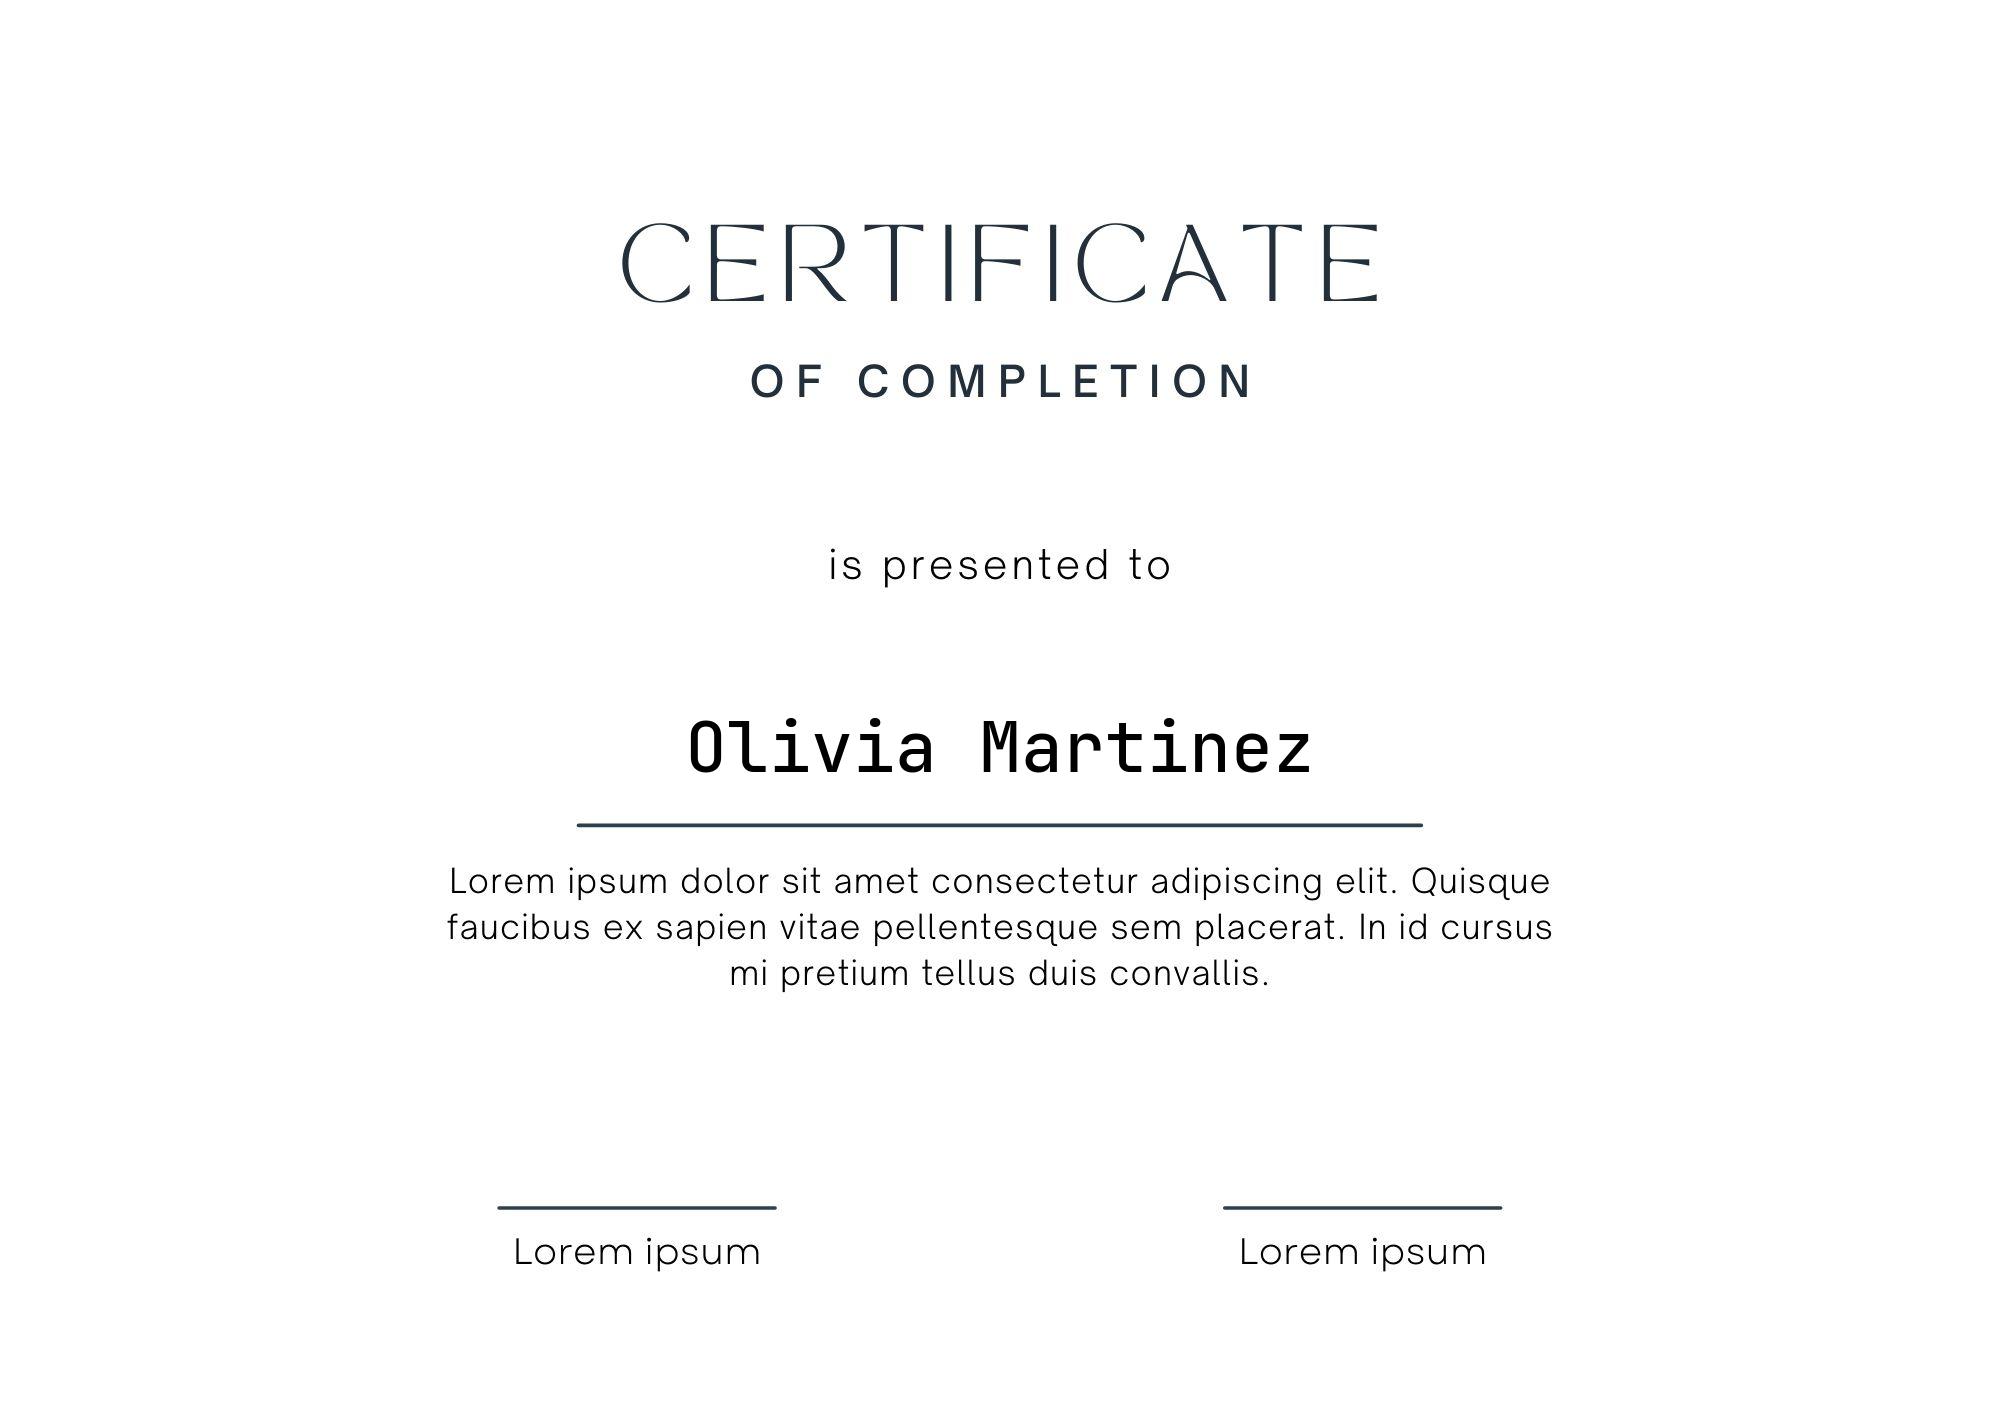 CERTIFICATE
OF COMPLETION
is presented to
Olivia Martinez
Lorem ipsum dolor sit amet consectetur adipiscing elit. Quisque
faucibus ex sapien vitae pellentesque sem placerat. In id cursus
mi pretium tellus duis convallis.
Lorem ipsum
Lorem ipsum